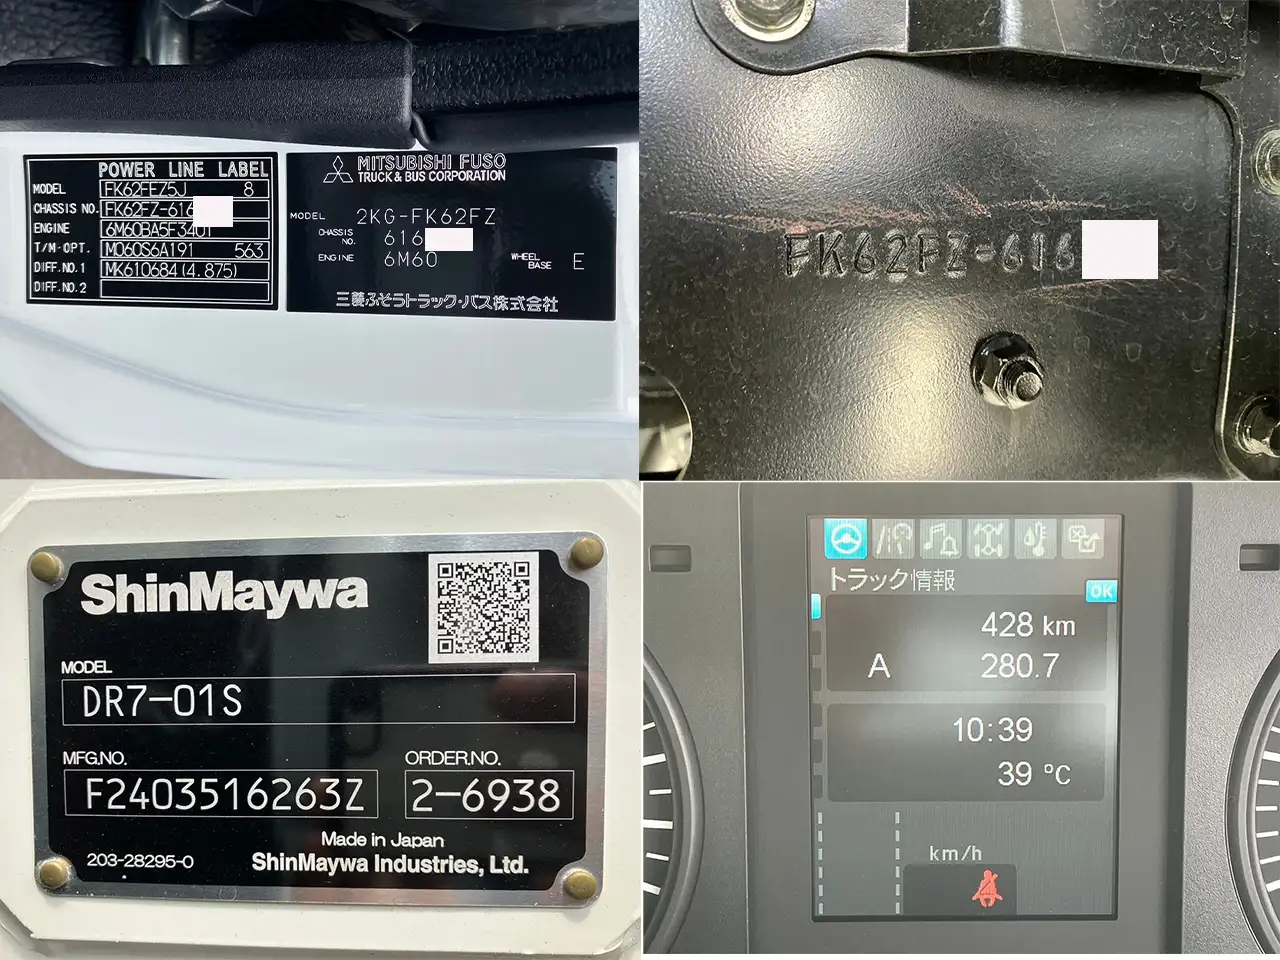 POWER LINE LABEL
MODEL FK62FEZ5J 8
CHASSIS NO. FK62FZ-616
ENGINE 6M60BA5F3401
T/M·OPT. M060S6A191 563
DIFF.NO.1 MK610684(4.875)
DIFF.NO.2
MITSUBISHI FUSO
TRUCK & BUS CORPORATION
MODEL 2KG-FK62FZ
CHASSIS NO. 616
ENGINE 6M60 WHEEL BASE E
三菱ふそうトラック・バス株式会社
FK62FZ-616
ShinMaywa
MODEL
DR7-01S
MFG.NO. ORDER.NO.
F2403516263Z 2-6938
Made in Japan
203-28295-0 ShinMaywa Industries, Ltd.
トラック情報
OK
428 km
A 280.7
10:39
39 °C
km/h